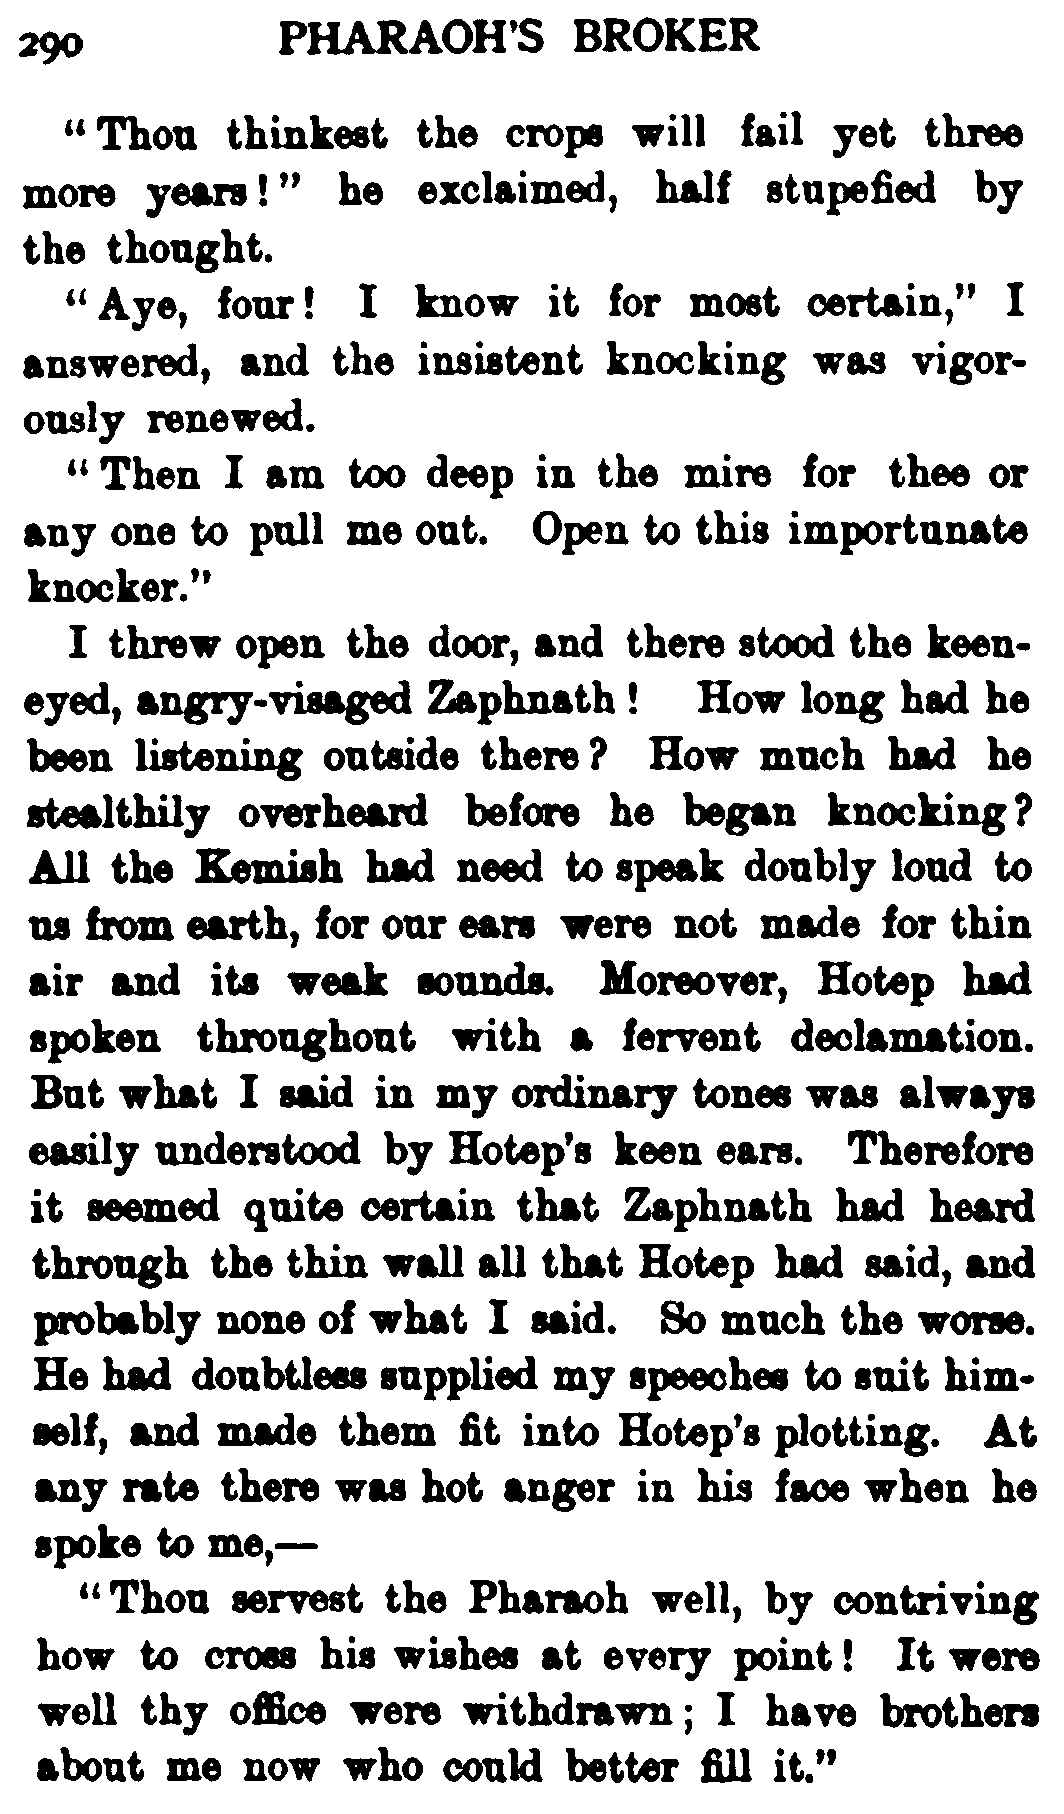 290 PHARAOH'S BROKER
“Thou thinkest the crops will fail yet three
more years!” he exclaimed, half stupefied by
the thought.
“Aye, four! I know it for most certain,” I
answered, and the insistent knocking was vigor-
ously renewed.
“Then I am too deep in the mire for thee or
any one to pull me out. Open to this importunate
knocker.”
I threw open the door, and there stood the keen-
eyed, angry-visaged Zaphnath! How long had he
been listening outside there? How much had he
stealthily overheard before he began knocking?
All the Kemish had need to speak doubly loud to
us from earth, for our ears were not made for thin
air and its weak sounds. Moreover, Hotep had
spoken throughout with a fervent declamation.
But what I said in my ordinary tones was always
easily understood by Hotep's keen ears. Therefore
it seemed quite certain that Zaphnath had heard
through the thin wall all that Hotep had said, and
probably none of what I said. So much the worse.
He had doubtless supplied my speeches to suit him-
self, and made them fit into Hotep's plotting. At
any rate there was hot anger in his face when he
spoke to me,—
“Thou servest the Pharaoh well, by contriving
how to cross his wishes at every point! It were
well thy office were withdrawn; I have brothers
about me now who could better fill it.”